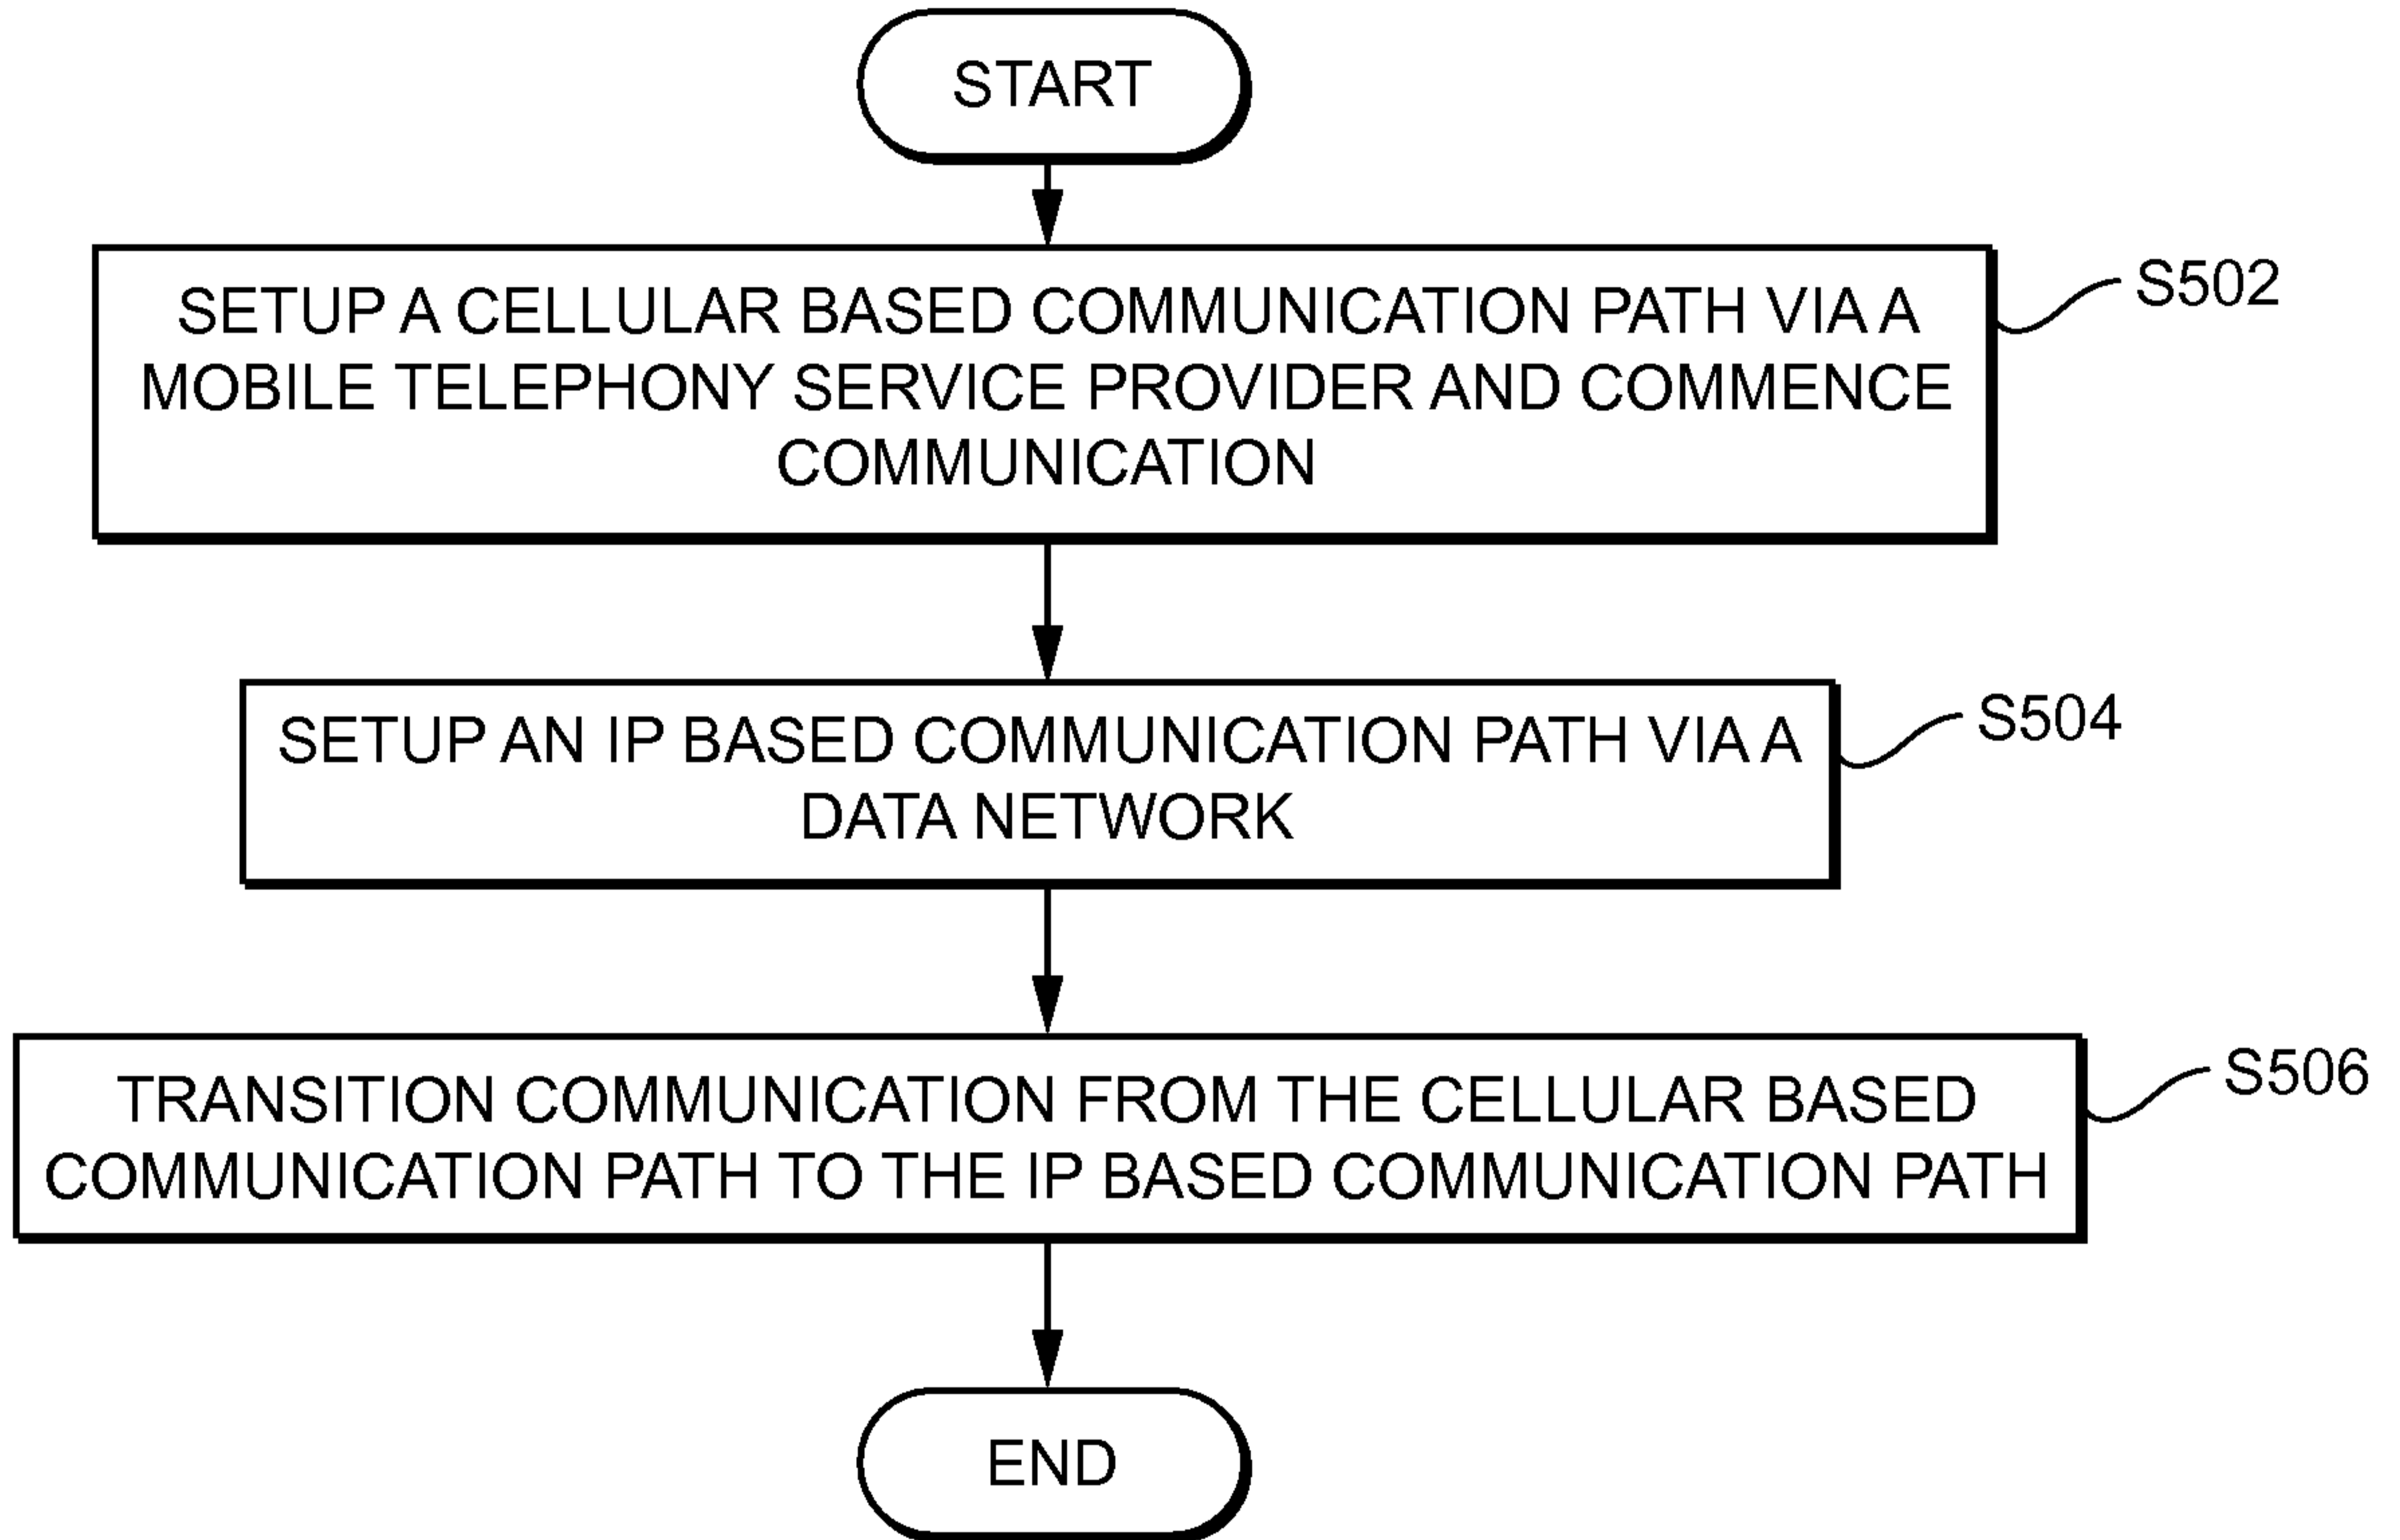 START
SETUP A CELLULAR BASED COMMUNICATION PATH VIA A
MOBILE TELEPHONY SERVICE PROVIDER AND COMMENCE
COMMUNICATION
S502
SETUP AN IP BASED COMMUNICATION PATH VIA A
DATA NETWORK
S504
TRANSITION COMMUNICATION FROM THE CELLULAR BASED
COMMUNICATION PATH TO THE IP BASED COMMUNICATION PATH
S506
END